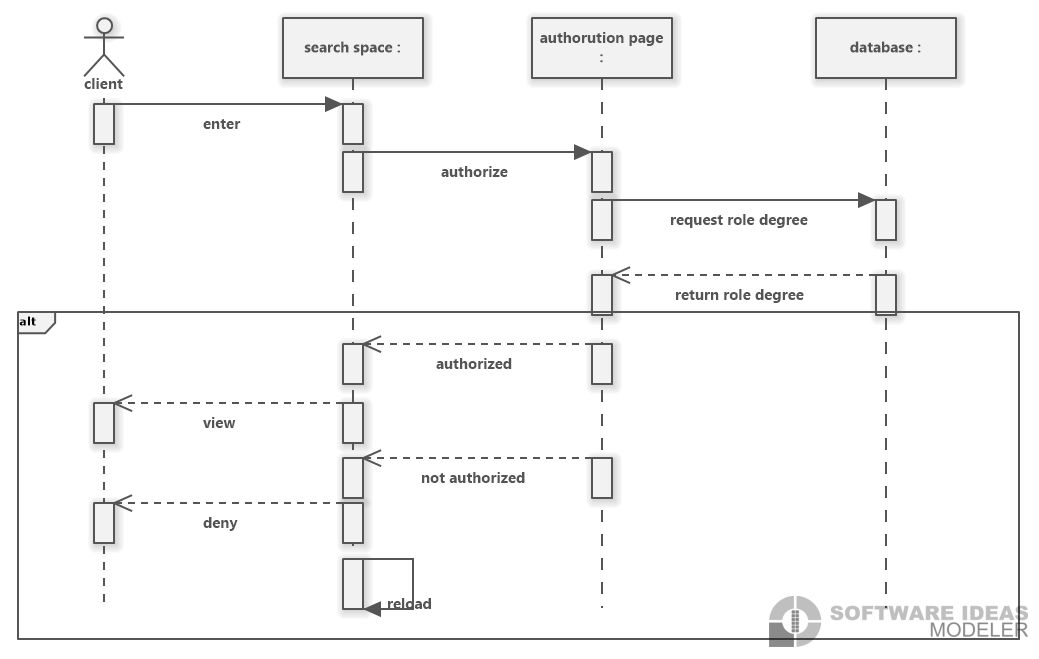 client
search space :
authorution page
:
database :
enter
authorize
request role degree
return role degree
alt
authorized
view
not authorized
deny
reload
SOFTWARE IDEAS
MODELER